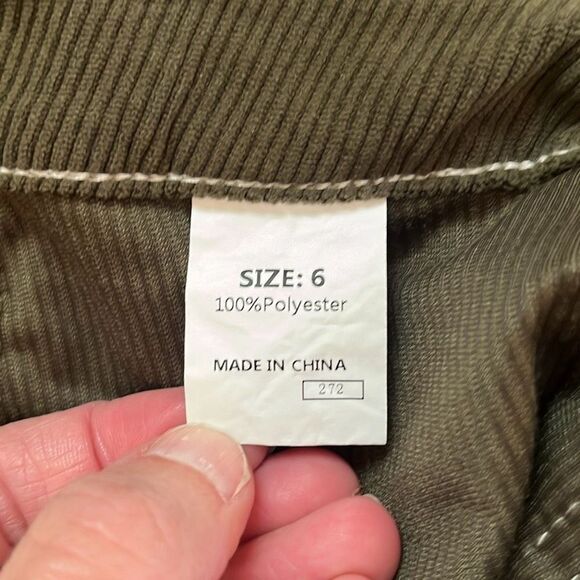 SIZE: 6
100%Polyester
MADE IN CHINA
272